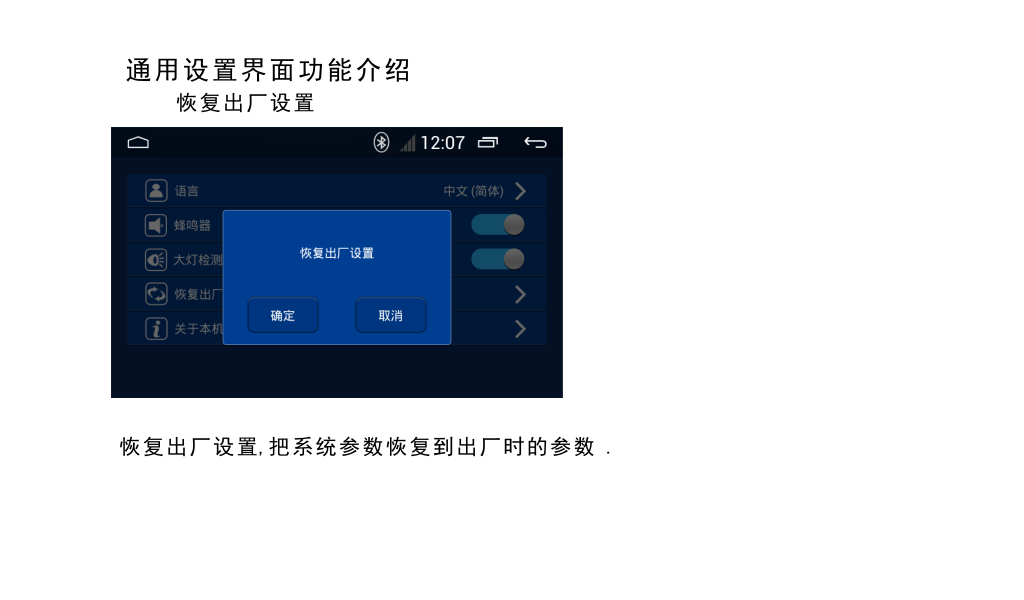 通用设置界面功能介绍
恢复出厂设置
12:07
语言 中文 (简体)
蜂鸣器
大灯检测
恢复出厂
关于本机
恢复出厂设置
确定 取消
恢复出厂设置, 把系统参数恢复到出厂时的参数 .